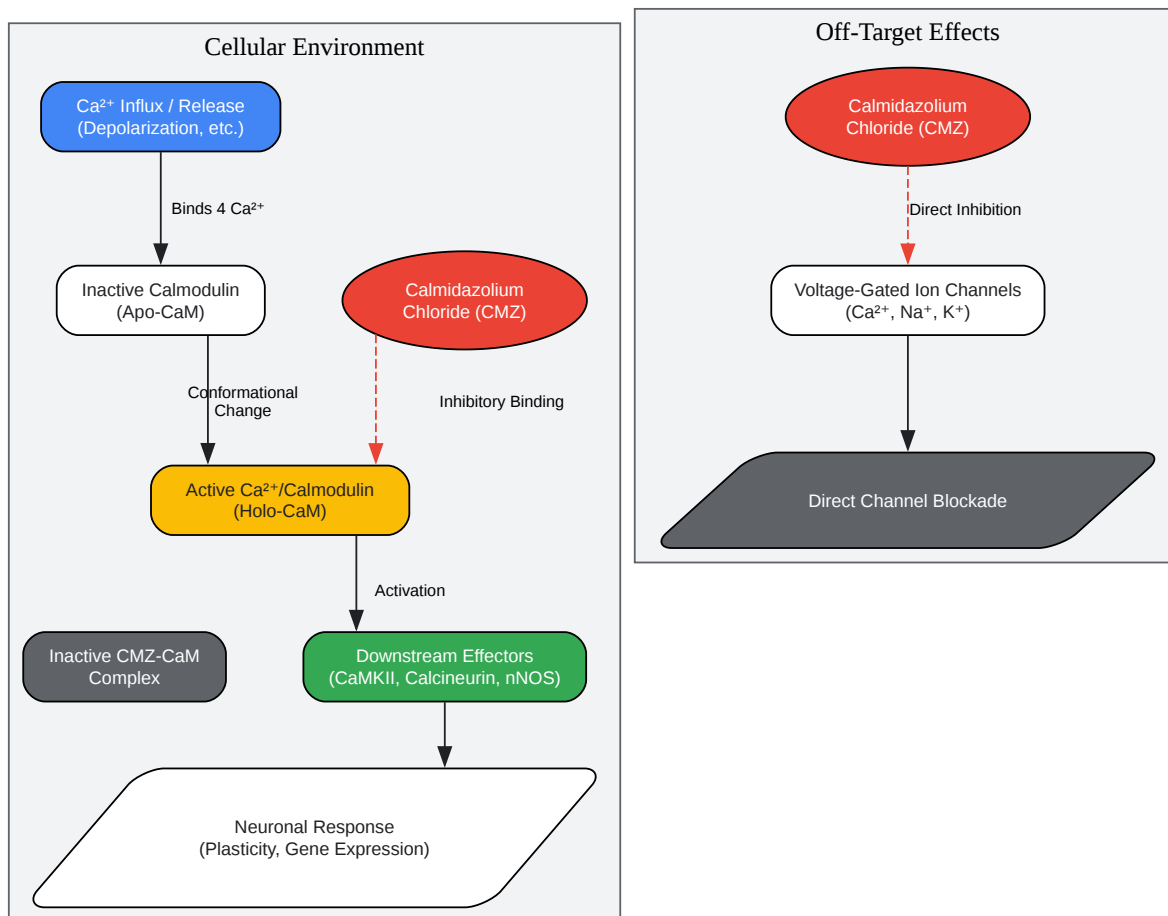 Cellular Environment
Ca²⁺ Influx / Release
(Depolarization, etc.)
Binds 4 Ca²⁺
Inactive Calmodulin
(Apo-CaM)
Calmidazolium
Chloride (CMZ)
Conformational
Change
Inhibitory Binding
Active Ca²⁺/Calmodulin
(Holo-CaM)
Activation
Inactive CMZ-CaM
Complex
Downstream Effectors
(CaMKII, Calcineurin, nNOS)
Neuronal Response
(Plasticity, Gene Expression)
Off-Target Effects
Calmidazolium
Chloride (CMZ)
Direct Inhibition
Voltage-Gated Ion Channels
(Ca²⁺, Na⁺, K⁺)
Direct Channel Blockade